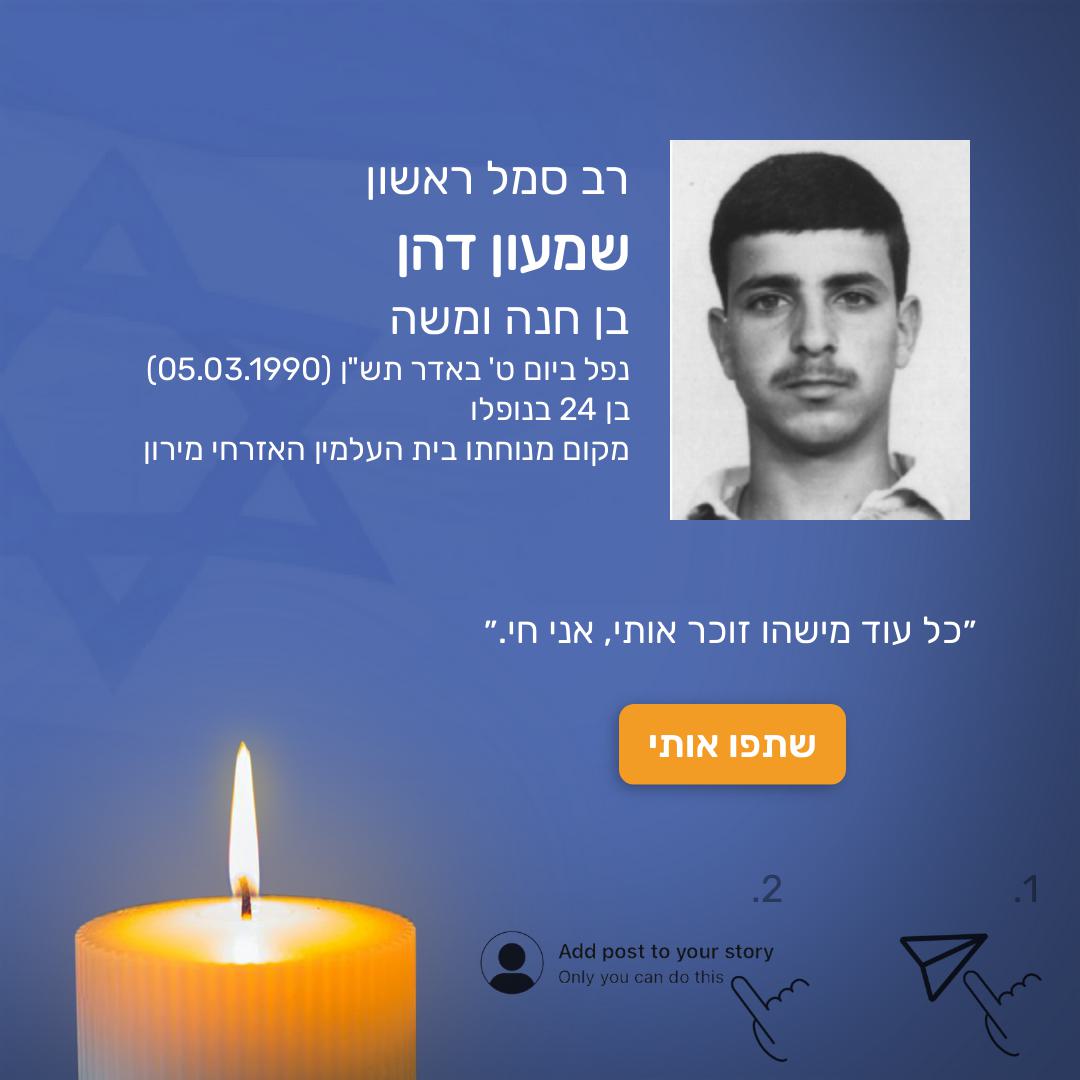 רב סמל ראשון
שמעון דהן
בן חנה ומשה
נפל ביום ט' באדר תש"ן (05.03.1990)
בן 24 בנופלו
מקום מנוחתו בית העלמין האזרחי מירון
״כל עוד מישהו זוכר אותי, אני חי.״
שתפו אותי
1.
2.
Add post to your story
Only you can do this